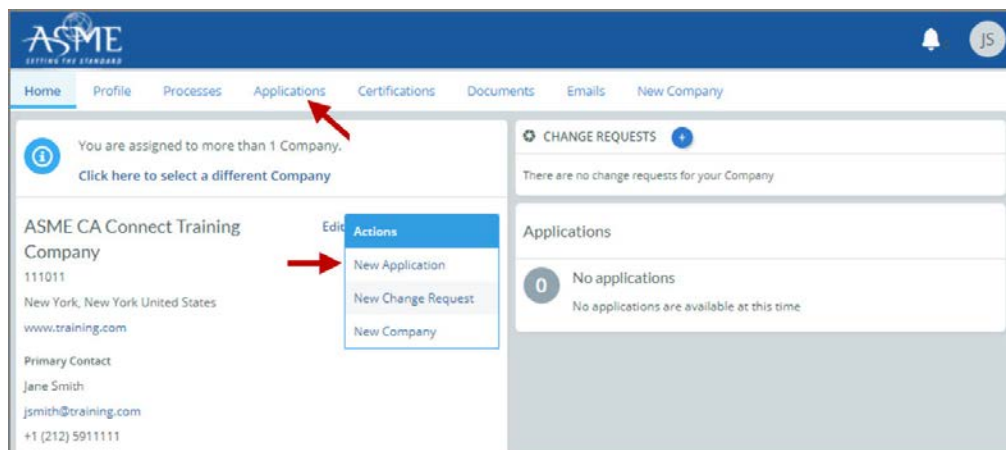 ASME
SETTING THE STANDARD
JS
Home Profile Processes Applications Certifications Documents Emails New Company
You are assigned to more than 1 Company.
Click here to select a different Company
ASME CA Connect Training
Company
111011
New York, New York United States
www.training.com
Primary Contact
Jane Smith
jsmith@training.com
+1 (212) 5911111
Edit
Actions
New Application
New Change Request
New Company
CHANGE REQUESTS +
There are no change requests for your Company
Applications
0
No applications
No applications are available at this time